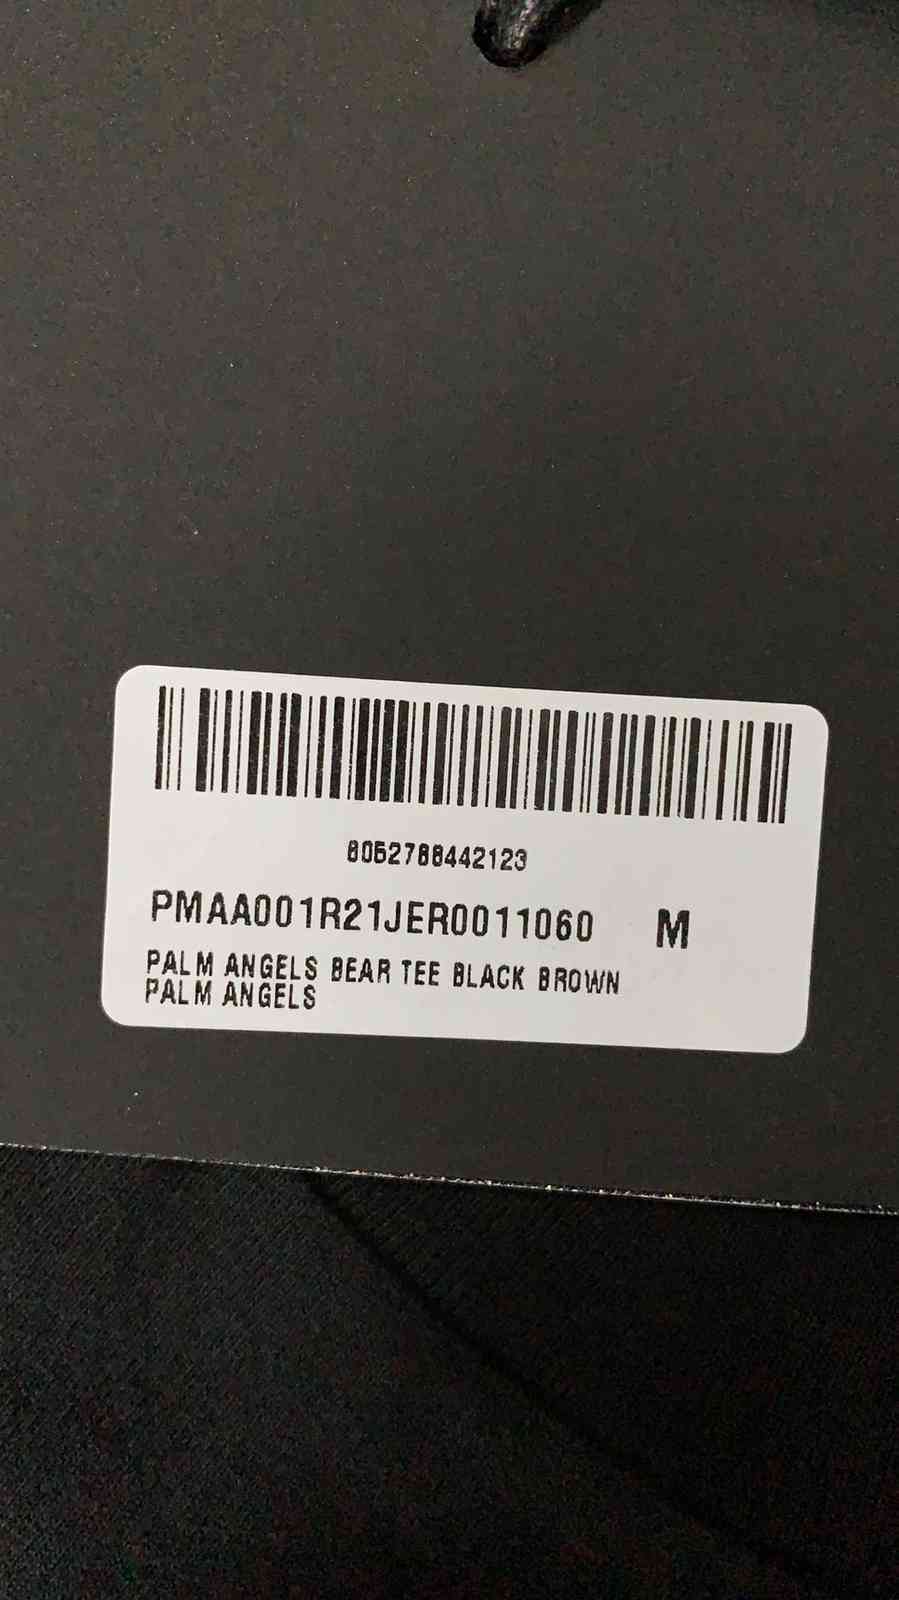 8052788442123
PMAA001R21JER0011060 M
PALM ANGELS BEAR TEE BLACK BROWN
PALM ANGELS